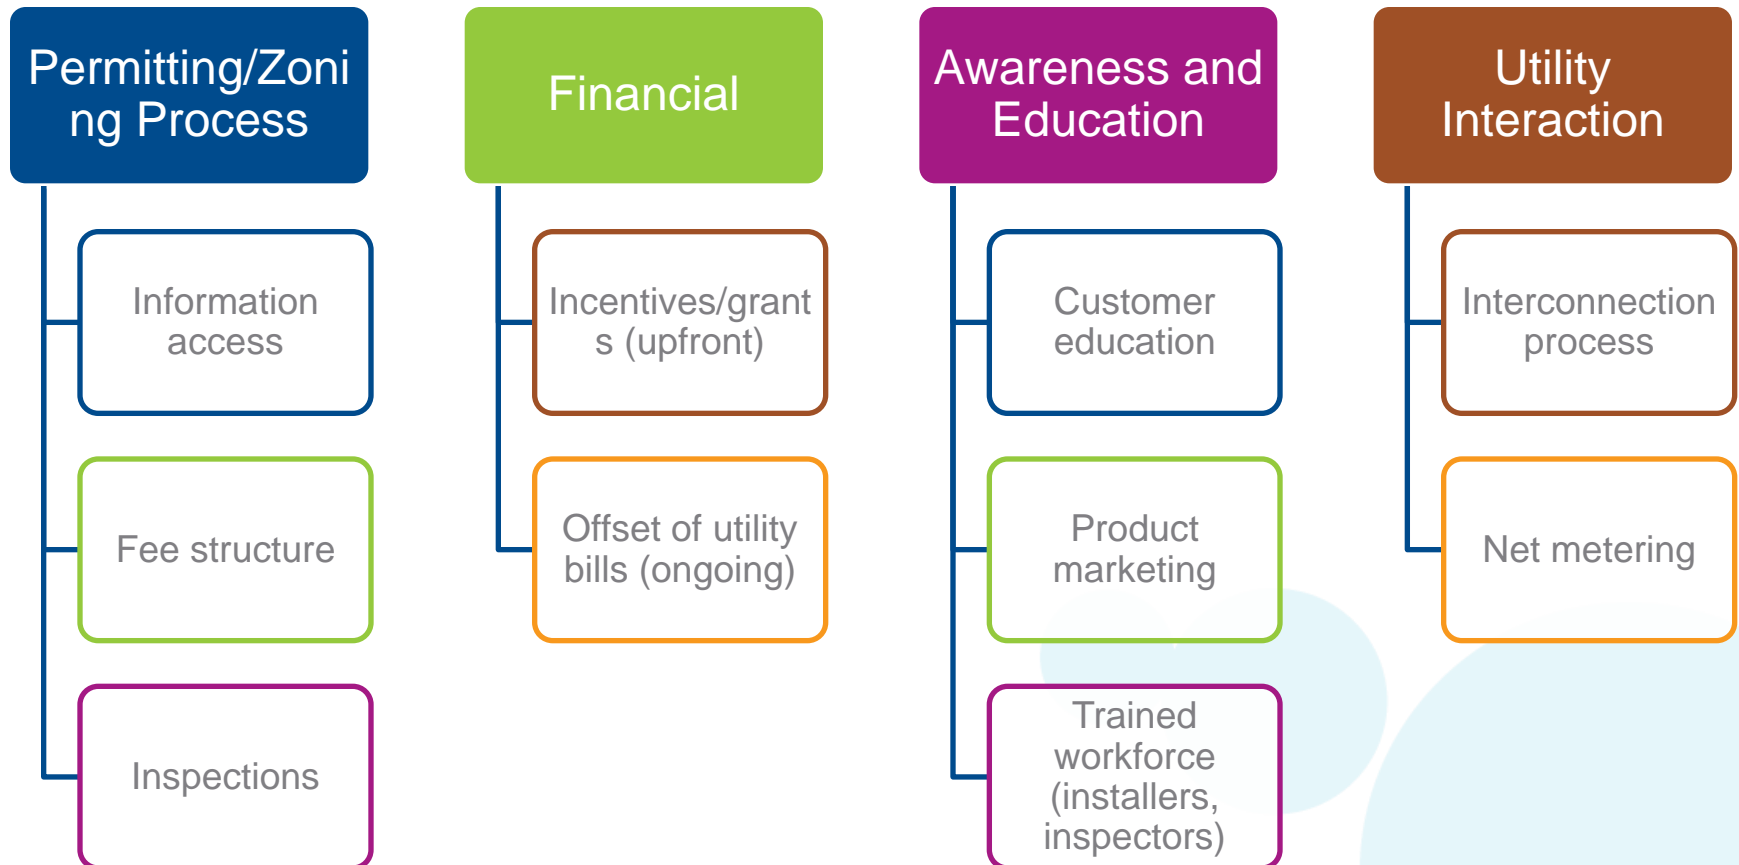 Permitting/Zoni
ng Process
Information
access
Fee structure
Inspections
Financial
Incentives/grant
s (upfront)
Offset of utility
bills (ongoing)
Awareness and
Education
Customer
education
Product
marketing
Trained
workforce
(installers,
inspectors)
Utility
Interaction
Interconnection
process
Net metering